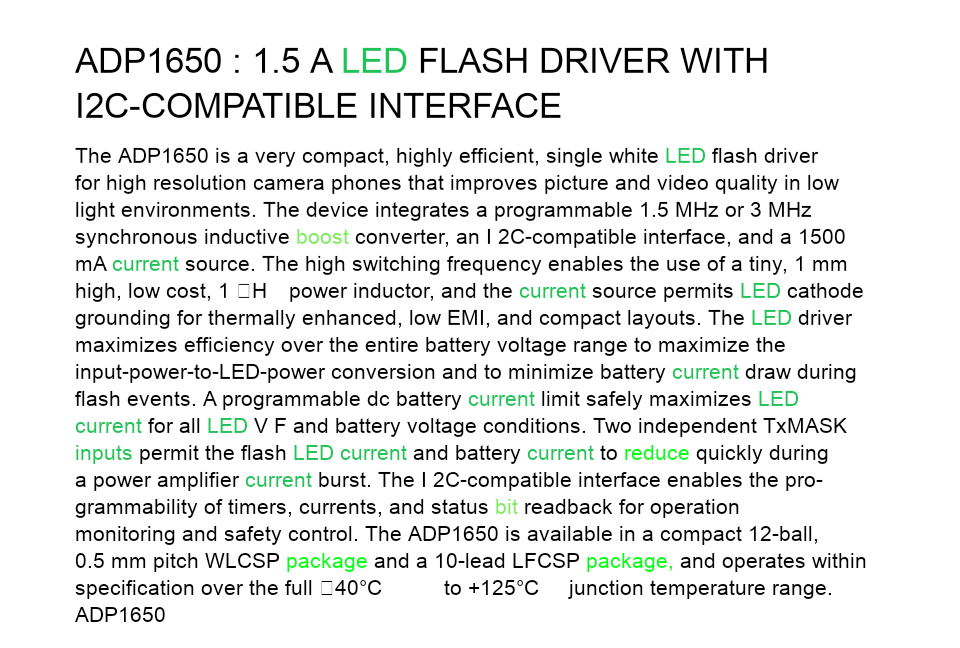 ADP1650 : 1.5 A LED FLASH DRIVER WITH
I2C-COMPATIBLE INTERFACE
The ADP1650 is a very compact, highly efficient, single white LED flash driver
for high resolution camera phones that improves picture and video quality in low
light environments. The device integrates a programmable 1.5 MHz or 3 MHz
synchronous inductive boost converter, an I 2C-compatible interface, and a 1500
mA current source. The high switching frequency enables the use of a tiny, 1 mm
high, low cost, 1 □H power inductor, and the current source permits LED cathode
grounding for thermally enhanced, low EMI, and compact layouts. The LED driver
maximizes efficiency over the entire battery voltage range to maximize the
input-power-to-LED-power conversion and to minimize battery current draw during
flash events. A programmable dc battery current limit safely maximizes LED
current for all LED V F and battery voltage conditions. Two independent TxMASK
inputs permit the flash LED current and battery current to reduce quickly during
a power amplifier current burst. The I 2C-compatible interface enables the pro-
grammability of timers, currents, and status bit readback for operation
monitoring and safety control. The ADP1650 is available in a compact 12-ball,
0.5 mm pitch WLCSP package and a 10-lead LFCSP package, and operates within
specification over the full □40°C to +125°C junction temperature range.
ADP1650